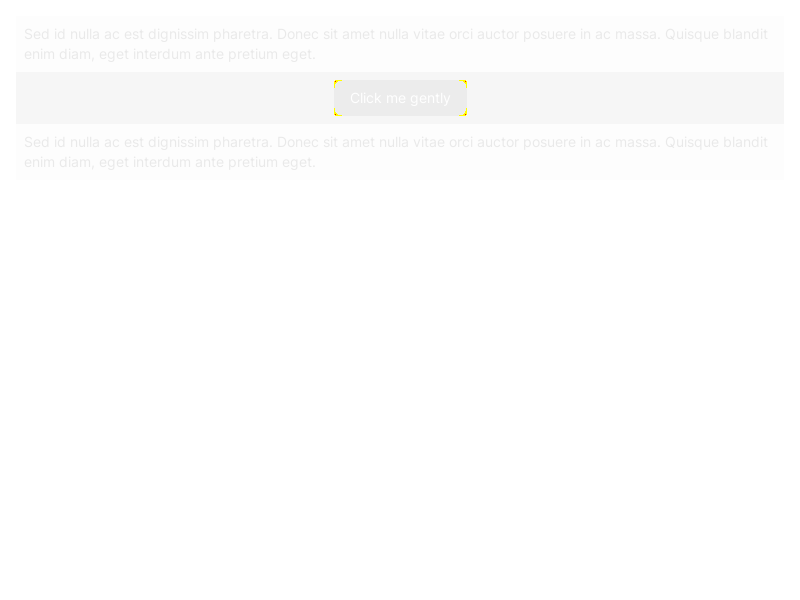 Sed id nulla ac est dignissim pharetra. Donec sit amet nulla vitae orci auctor posuere in ac massa. Quisque blandit
enim diam, eget interdum ante pretium eget.
Click me gently
Sed id nulla ac est dignissim pharetra. Donec sit amet nulla vitae orci auctor posuere in ac massa. Quisque blandit
enim diam, eget interdum ante pretium eget.